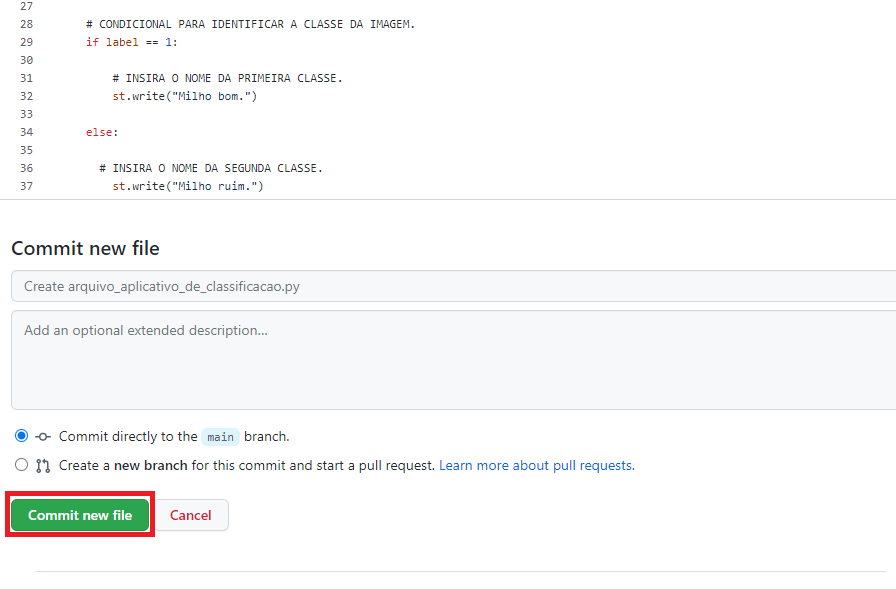 27
28 # CONDICIONAL PARA IDENTIFICAR A CLASSE DA IMAGEM.
29 if label == 1:
30
31 # INSIRA O NOME DA PRIMEIRA CLASSE.
32 st.write("Milho bom.")
33
34 else:
35
36 # INSIRA O NOME DA SEGUNDA CLASSE.
37 st.write("Milho ruim.")
Commit new file
Create arquivo_aplicativo_de_classificacao.py
Add an optional extended description...
Commit directly to the main branch.
Create a new branch for this commit and start a pull request. Learn more about pull requests.
Commit new file Cancel